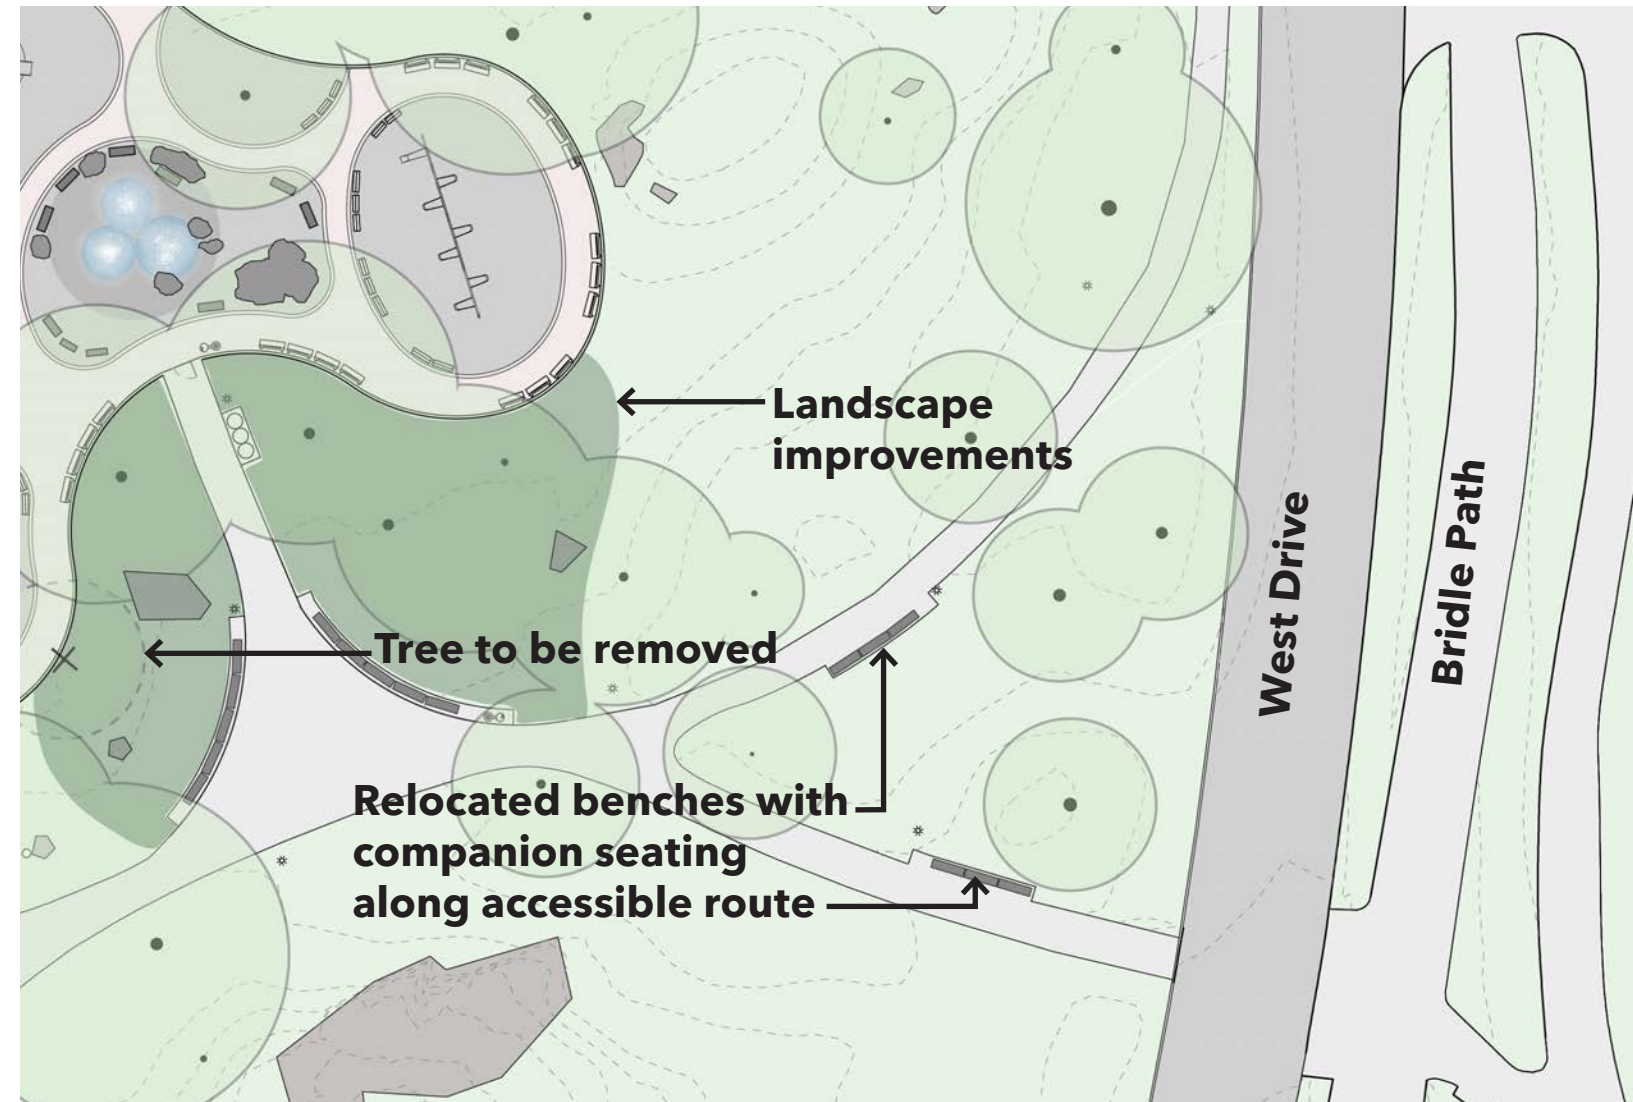 Landscape
improvements
West Drive
Bridle Path
Tree to be removed
Relocated benches with
companion seating
along accessible route